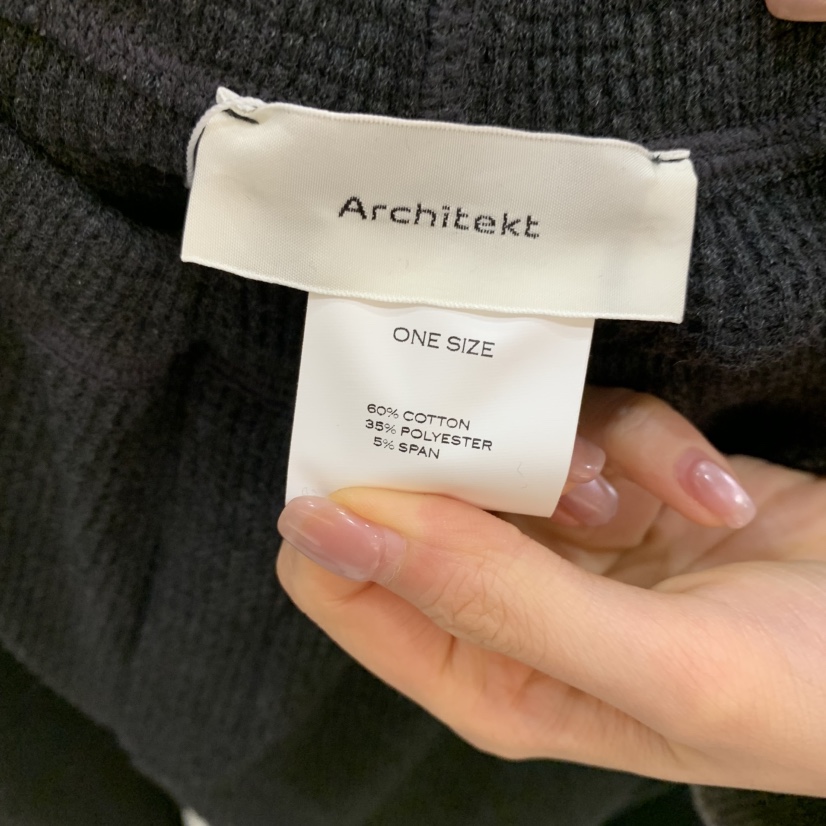 Architekt
ONE SIZE
60% COTTON
35% POLYESTER
5% SPAN